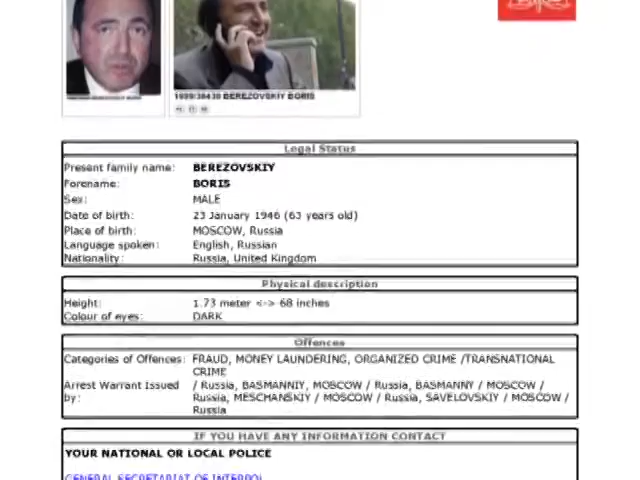 1999/36430 BEREZOVSKIY BORIS
Legal Status
Present family name: BEREZOVSKIY
Forename: BORIS
Sex: MALE
Date of birth: 23 January 1946 (63 years old)
Place of birth: MOSCOW, Russia
Language spoken: English, Russian
Nationality: Russia, United Kingdom
Physical description
Height: 1.73 meter <-> 68 inches
Colour of eyes: DARK
Offences
Categories of Offences: FRAUD, MONEY LAUNDERING, ORGANIZED CRIME /TRANSNATIONAL
CRIME
Arrest Warrant Issued / Russia, BASMANNIY, MOSCOW / Russia, BASMANNY / MOSCOW /
by: Russia, MESCHANSKIY / MOSCOW / Russia, SAVELOVSKIY / MOSCOW /
Russia
IF YOU HAVE ANY INFORMATION CONTACT
YOUR NATIONAL OR LOCAL POLICE
GENERAL SECRETARIAT OF INTERPOL